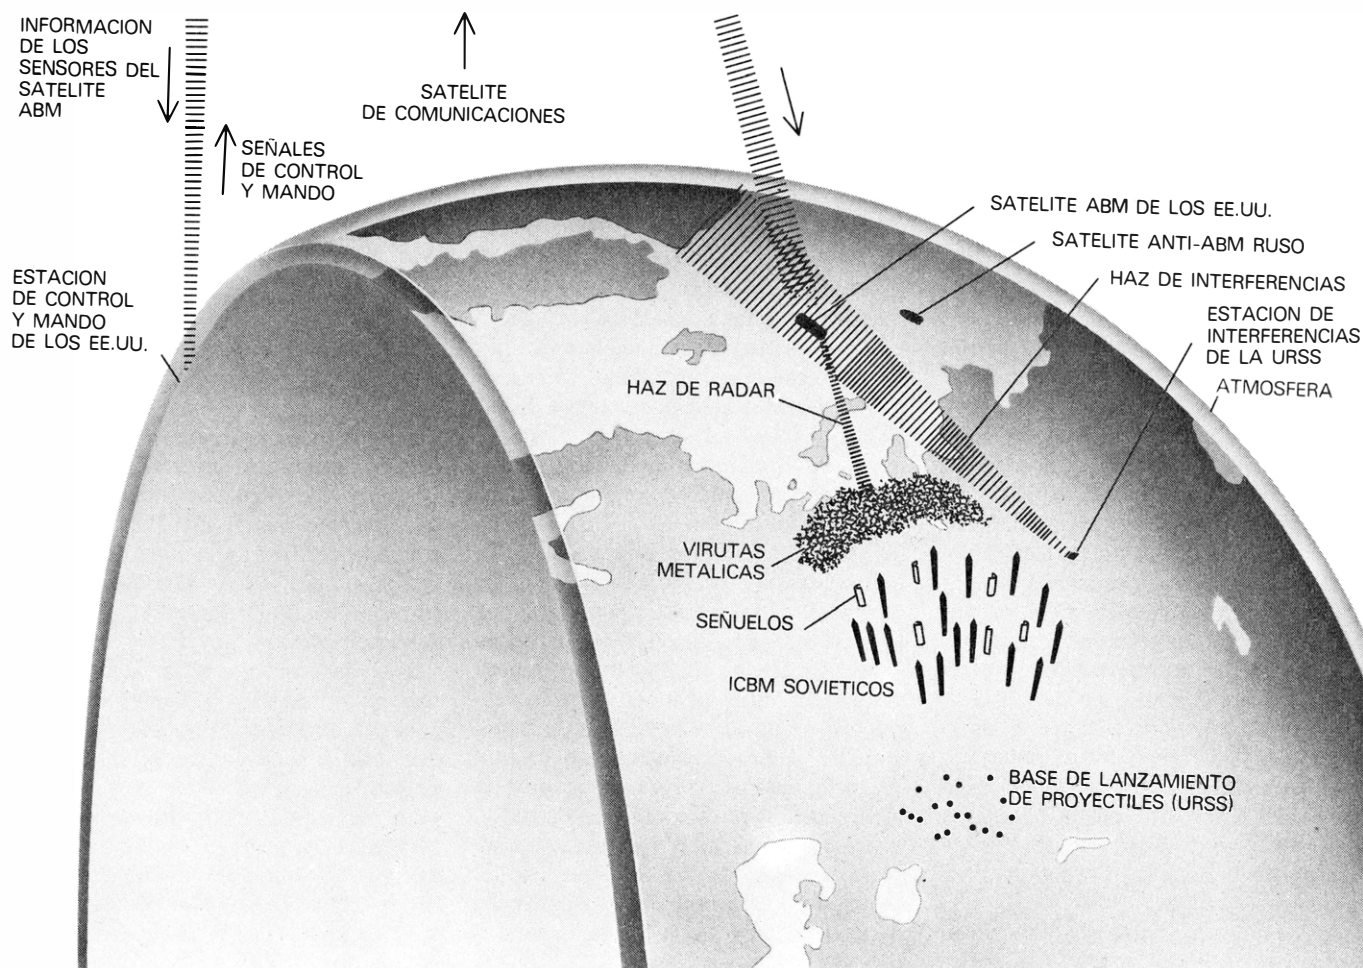 INFORMACION
DE LOS
SENSORES DEL
SATELITE
ABM
SATELITE
DE COMUNICACIONES
SEÑALES
DE CONTROL
Y MANDO
SATELITE ABM DE LOS EE.UU.
SATELITE ANTI-ABM RUSO
HAZ DE INTERFERENCIAS
ESTACION
DE CONTROL
Y MANDO
DE LOS EE.UU.
ESTACION DE
INTERFERENCIAS
DE LA URSS
ATMOSFERA
HAZ DE RADAR
VIRUTAS
METALICAS
SEÑUELOS
ICBM SOVIETICOS
BASE DE LANZAMIENTO
DE PROYECTILES (URSS)